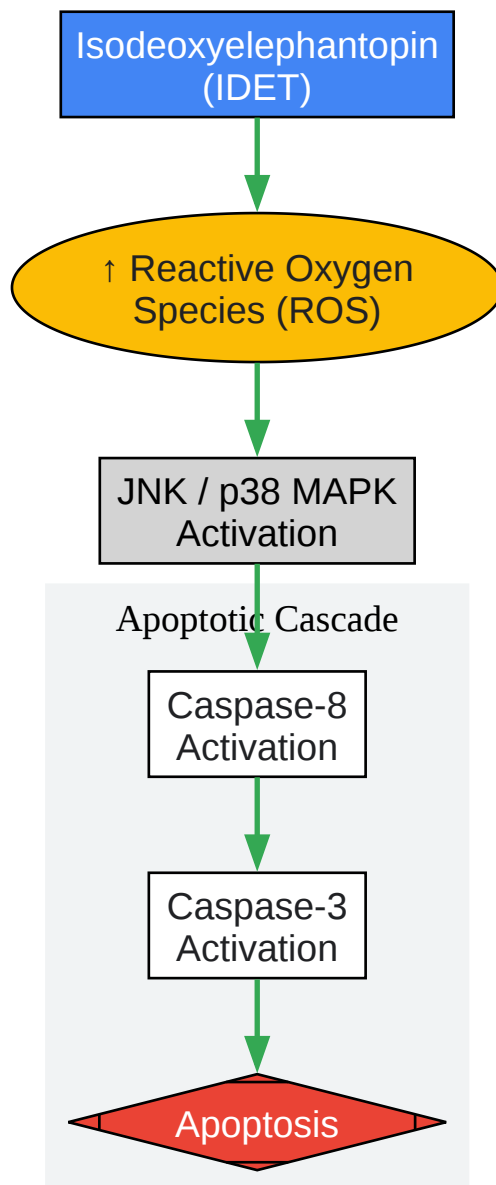 Isodeoxyelephantopin
(IDET)
↑ Reactive Oxygen
Species (ROS)
JNK / p38 MAPK
Activation
Apoptotic Cascade
Caspase-8
Activation
Caspase-3
Activation
Apoptosis